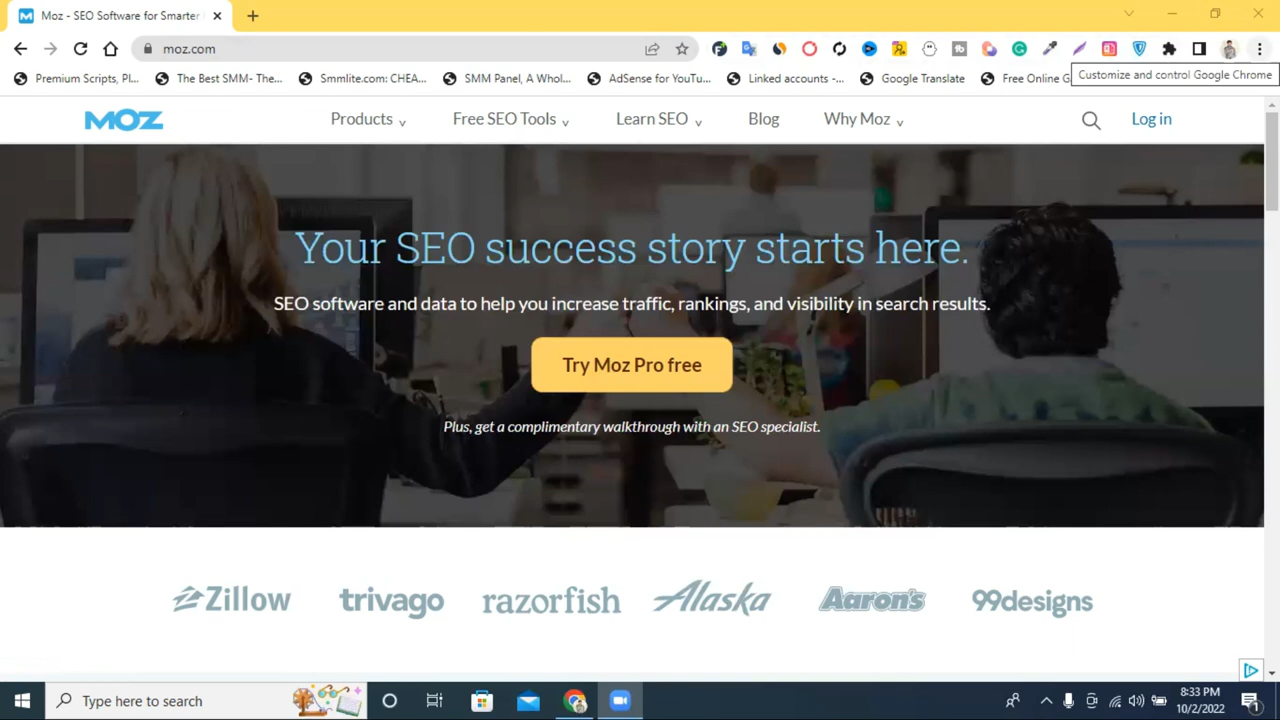 Moz - SEO Software for Smarter
moz.com
Premium Scripts, Pl...
The Best SMM- The...
Smmlite.com: CHEA...
SMM Panel, A Whol...
AdSense for YouTu...
Linked accounts -...
Google Translate
Free Online G
Customize and control Google Chrome
MOZ
Products
Free SEO Tools
Learn SEO
Blog
Why Moz
Log in
Your SEO success story starts here.
SEO software and data to help you increase traffic, rankings, and visibility in search results.
Try Moz Pro free
Plus, get a complimentary walkthrough with an SEO specialist.
Zillow
trivago
razorfish
Alaska
Aaron's
99designs
Type here to search
8:33 PM
10/2/2022
1